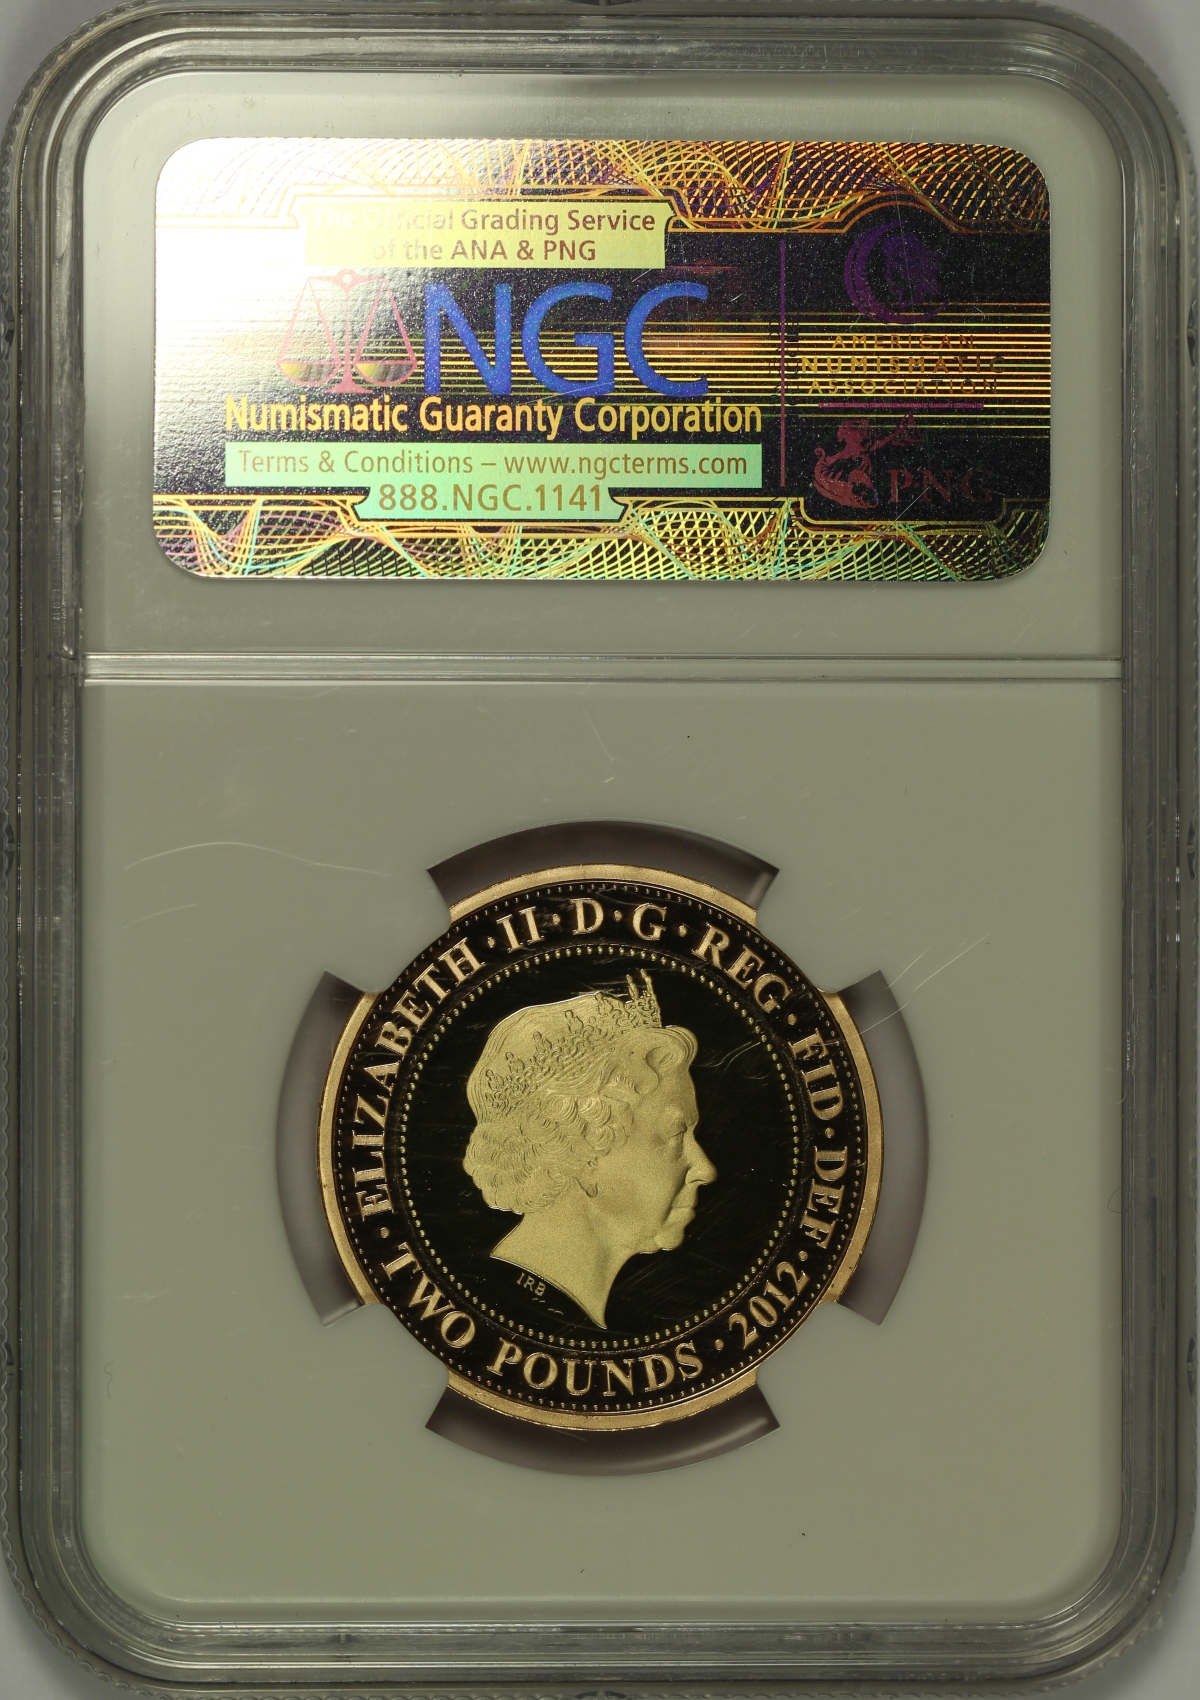 The Official Grading Service
of the ANA & PNG
NGC
Numismatic Guaranty Corporation
Terms & Conditions – www.ngcterms.com
888.NGC.1141
AMERICAN
NUMISMATIC
ASSOCIATION
PNG
·ELIZABETH·II·D·G·REG·FID·DEF·2012·
TWO POUNDS
IRB